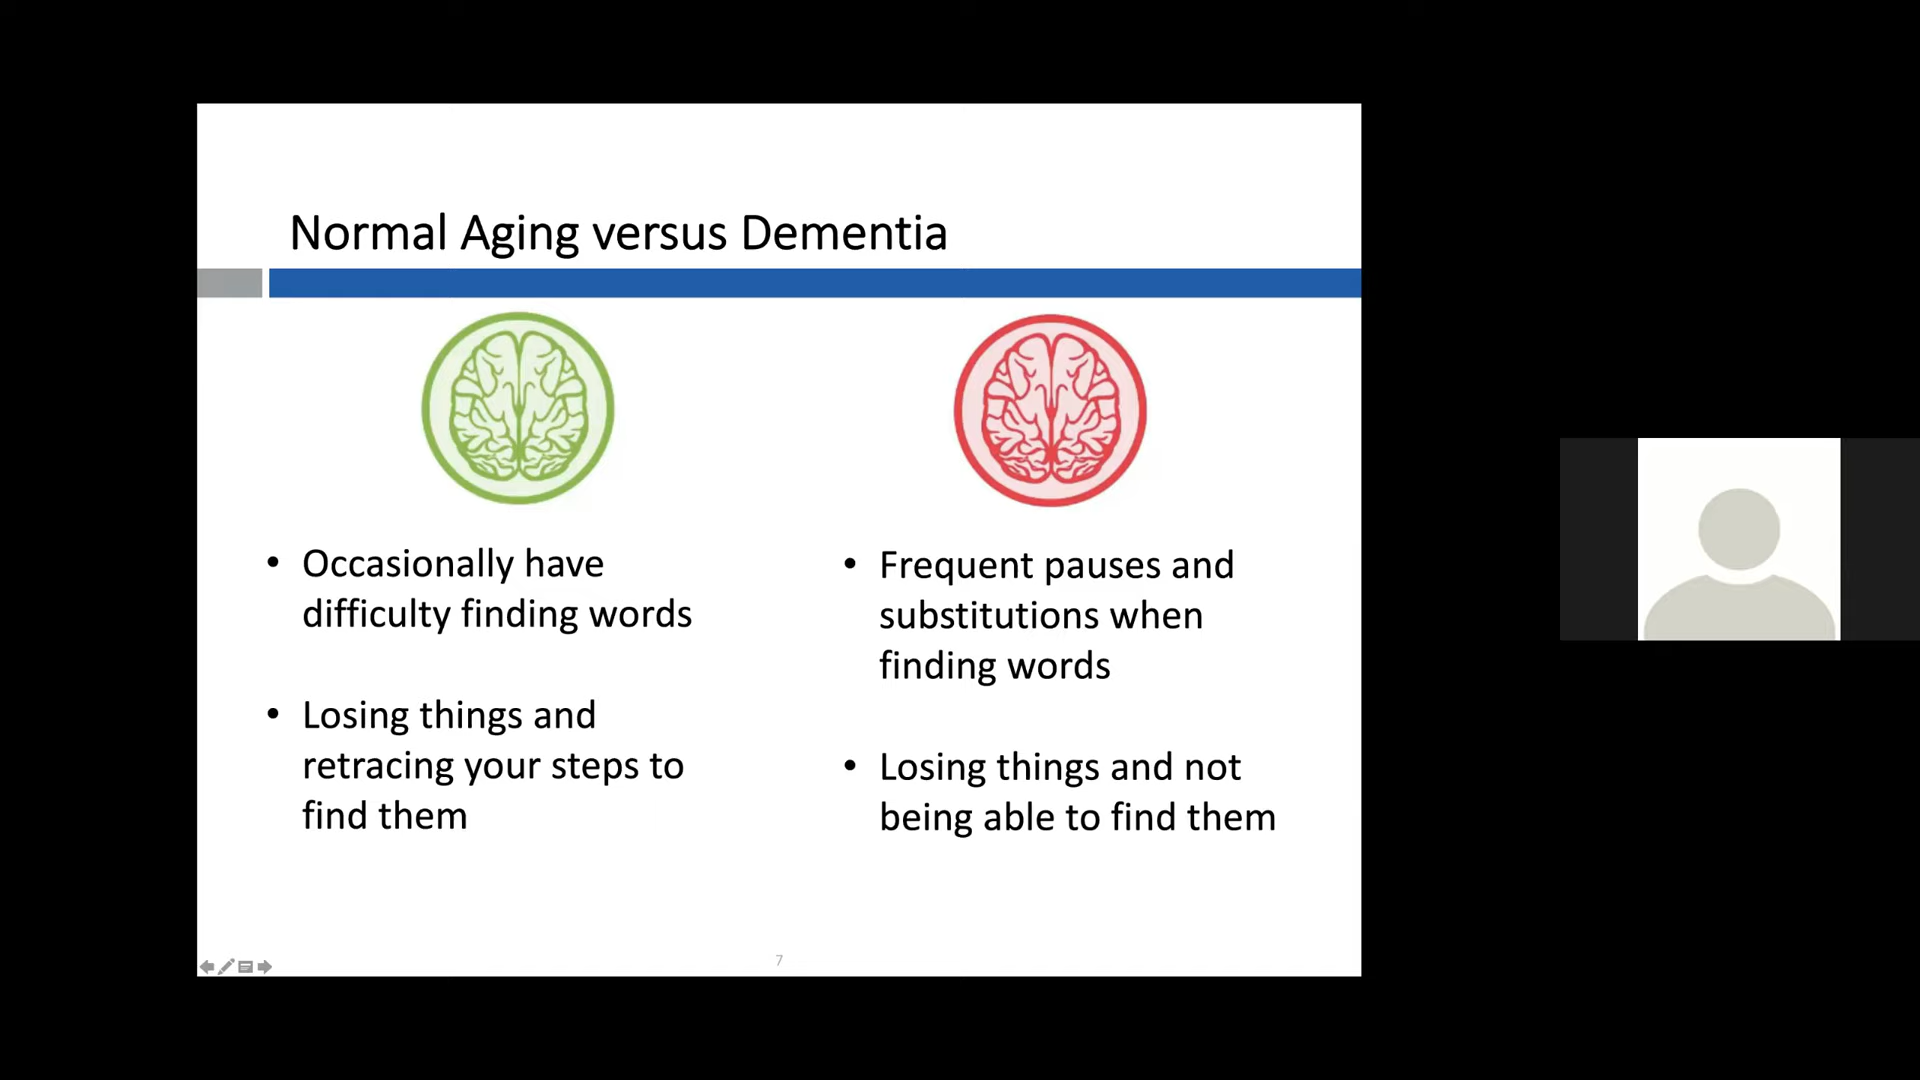 Normal Aging versus Dementia
• Occasionally have
difficulty finding words
• Losing things and
retracing your steps to
find them
• Frequent pauses and
substitutions when
finding words
• Losing things and not
being able to find them
7